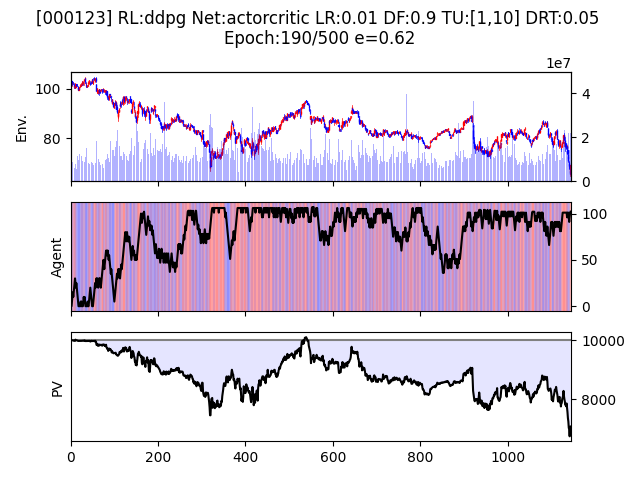 [000123] RL:ddpg Net:actorcritic LR:0.01 DF:0.9 TU:[1,10] DRT:0.05
Epoch:190/500 e=0.62
1e7
100
80
Env.
4
2
0
Agent
100
50
0
PV
10000
8000
0
200
400
600
800
1000